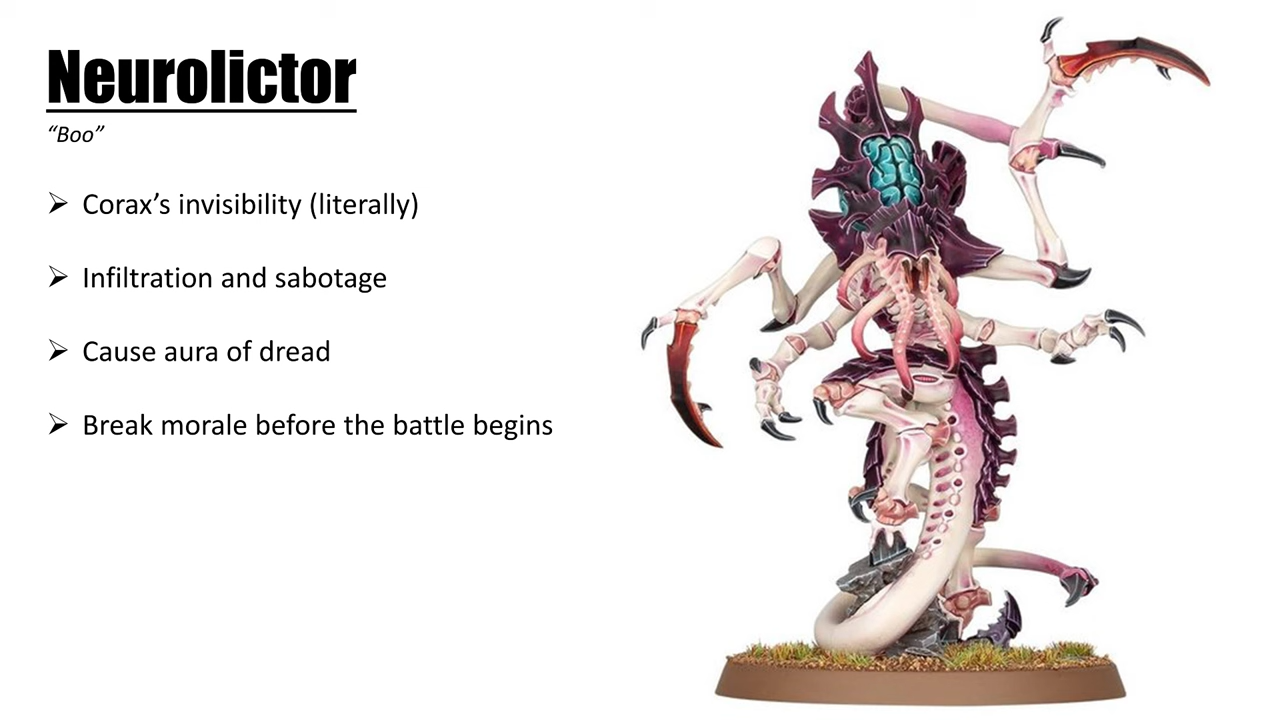 Neurolictor
“Boo”
➢ Corax’s invisibility (literally)
➢ Infiltration and sabotage
➢ Cause aura of dread
➢ Break morale before the battle begins